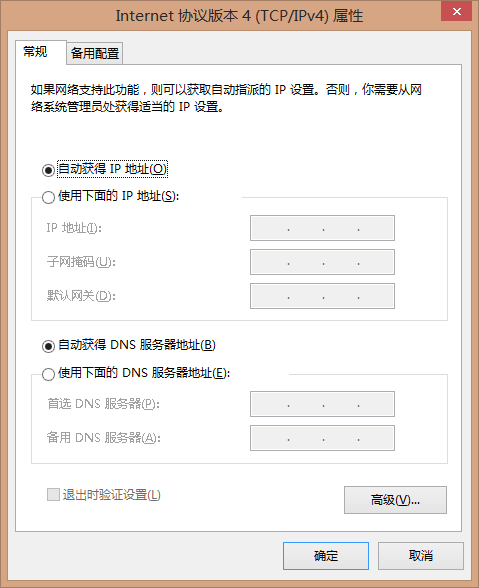 Internet 协议版本 4 (TCP/IPv4) 属性
常规
备用配置
如果网络支持此功能，则可以获取自动指派的 IP 设置。否则，你需要从网
络系统管理员处获得适当的 IP 设置。
自动获得 IP 地址(O)
使用下面的 IP 地址(S):
IP 地址(I):
子网掩码(U):
默认网关(D):
自动获得 DNS 服务器地址(B)
使用下面的 DNS 服务器地址(E):
首选 DNS 服务器(P):
备用 DNS 服务器(A):
退出时验证设置(L)
高级(V)...
确定
取消